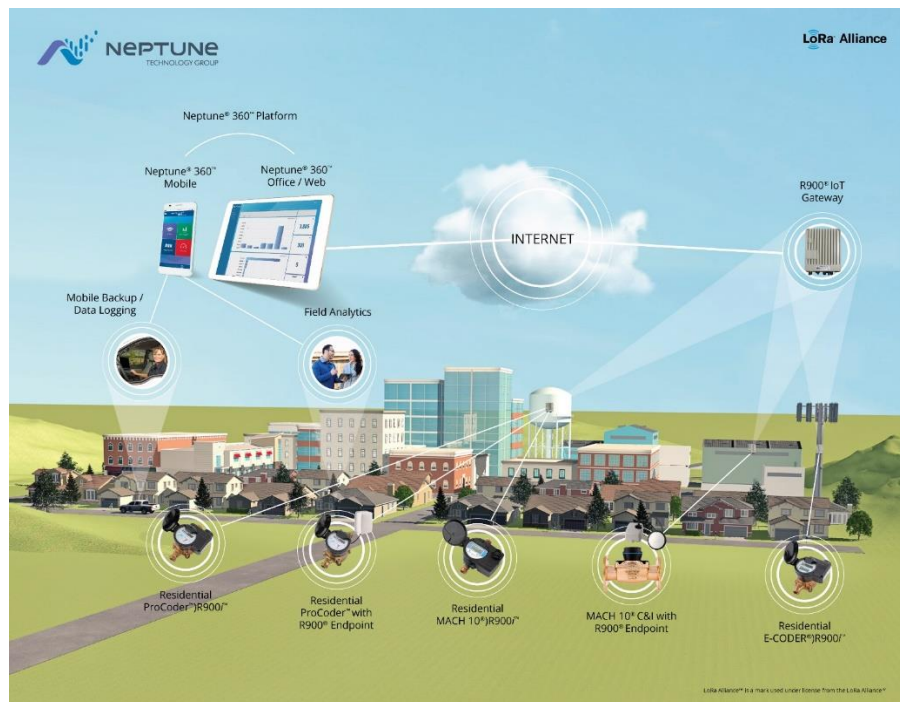 NEPTUNE
TECHNOLOGY GROUP
LoRa Alliance
Neptune® 360™ Platform
Neptune® 360™
Mobile
Neptune® 360™
Office / Web
R900® IoT
Gateway
INTERNET
Mobile Backup /
Data Logging
Field Analytics
Residential
ProCoder™)R900i™
Residential
ProCoder™ with
R900® Endpoint
Residential
MACH 10®)R900i™
MACH 10® C&I with
R900® Endpoint
Residential
E-CODER®)R900i™
LoRa Alliance™ is a mark used under license from the LoRa Alliance™